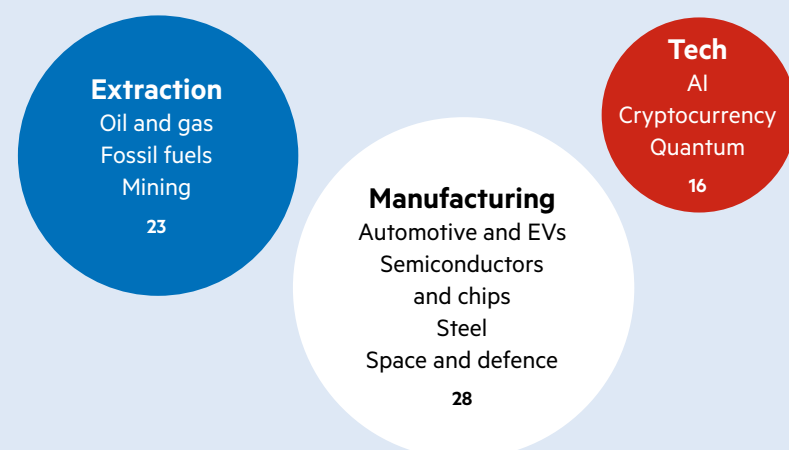 Extraction
Oil and gas
Fossil fuels
Mining
23
Manufacturing
Automotive and EVs
Semiconductors
and chips
Steel
Space and defence
28
Tech
AI
Cryptocurrency
Quantum
16